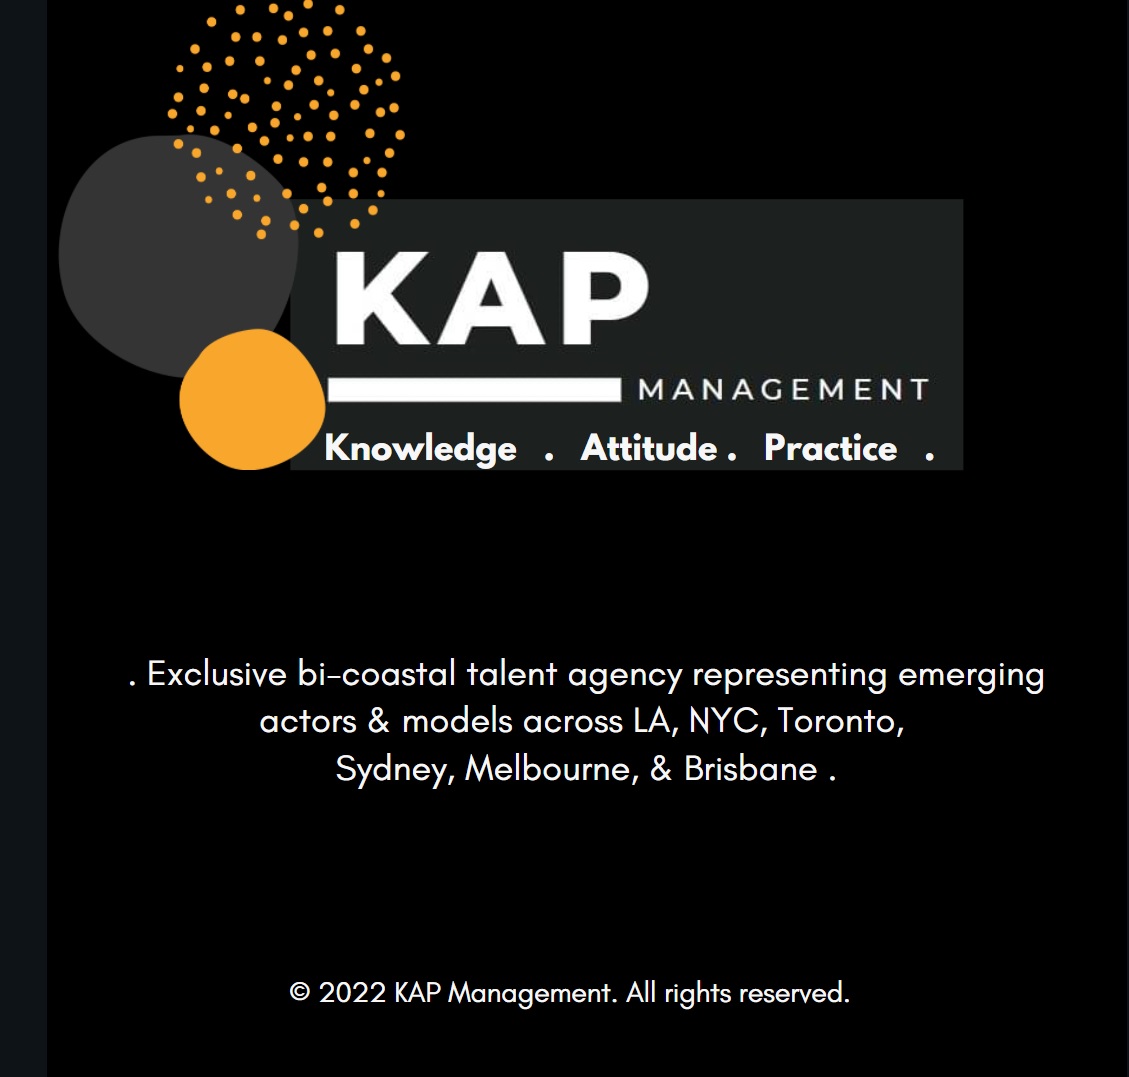 KAP
MANAGEMENT
Knowledge . Attitude . Practice .
. Exclusive bi-coastal talent agency representing emerging
actors & models across LA, NYC, Toronto,
Sydney, Melbourne, & Brisbane .
© 2022 KAP Management. All rights reserved.